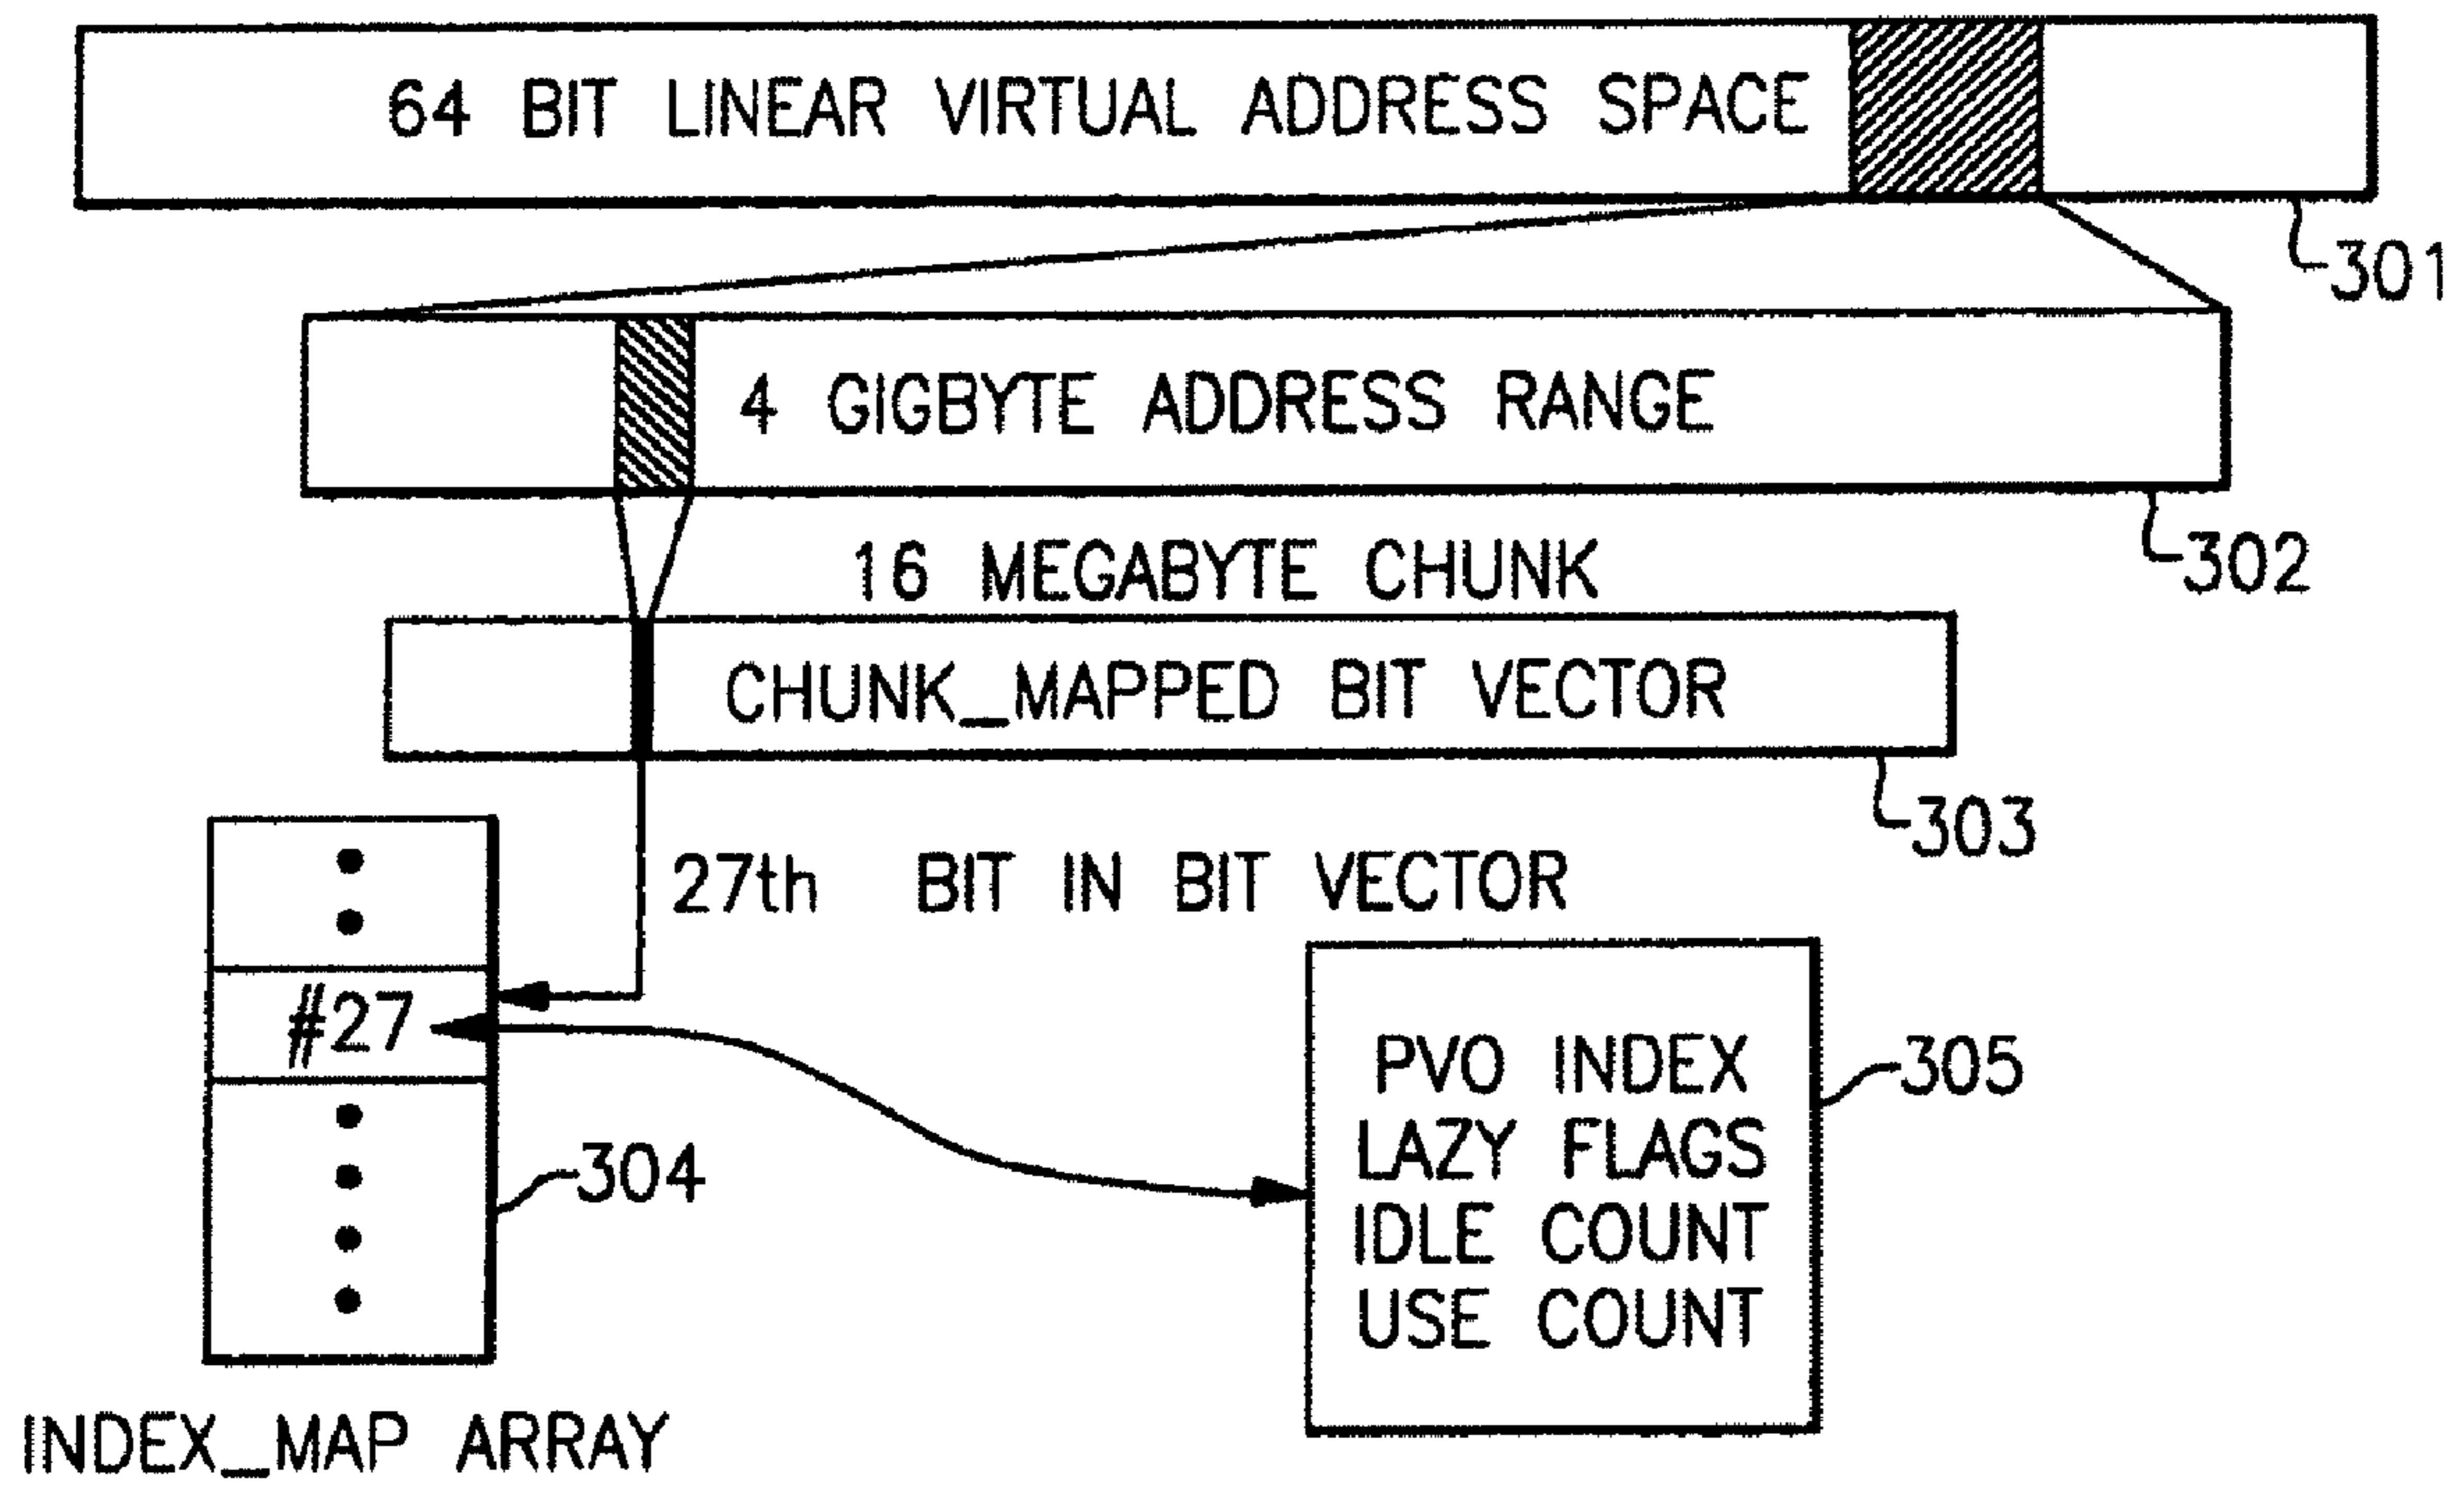 64 BIT LINEAR VIRTUAL ADDRESS SPACE
301
4 GIGBYTE ADDRESS RANGE
302
16 MEGABYTE CHUNK
CHUNK_MAPPED BIT VECTOR
303
27th BIT IN BIT VECTOR
#27
304
PVO INDEX
LAZY FLAGS
IDLE COUNT
USE COUNT
305
INDEX_MAP ARRAY